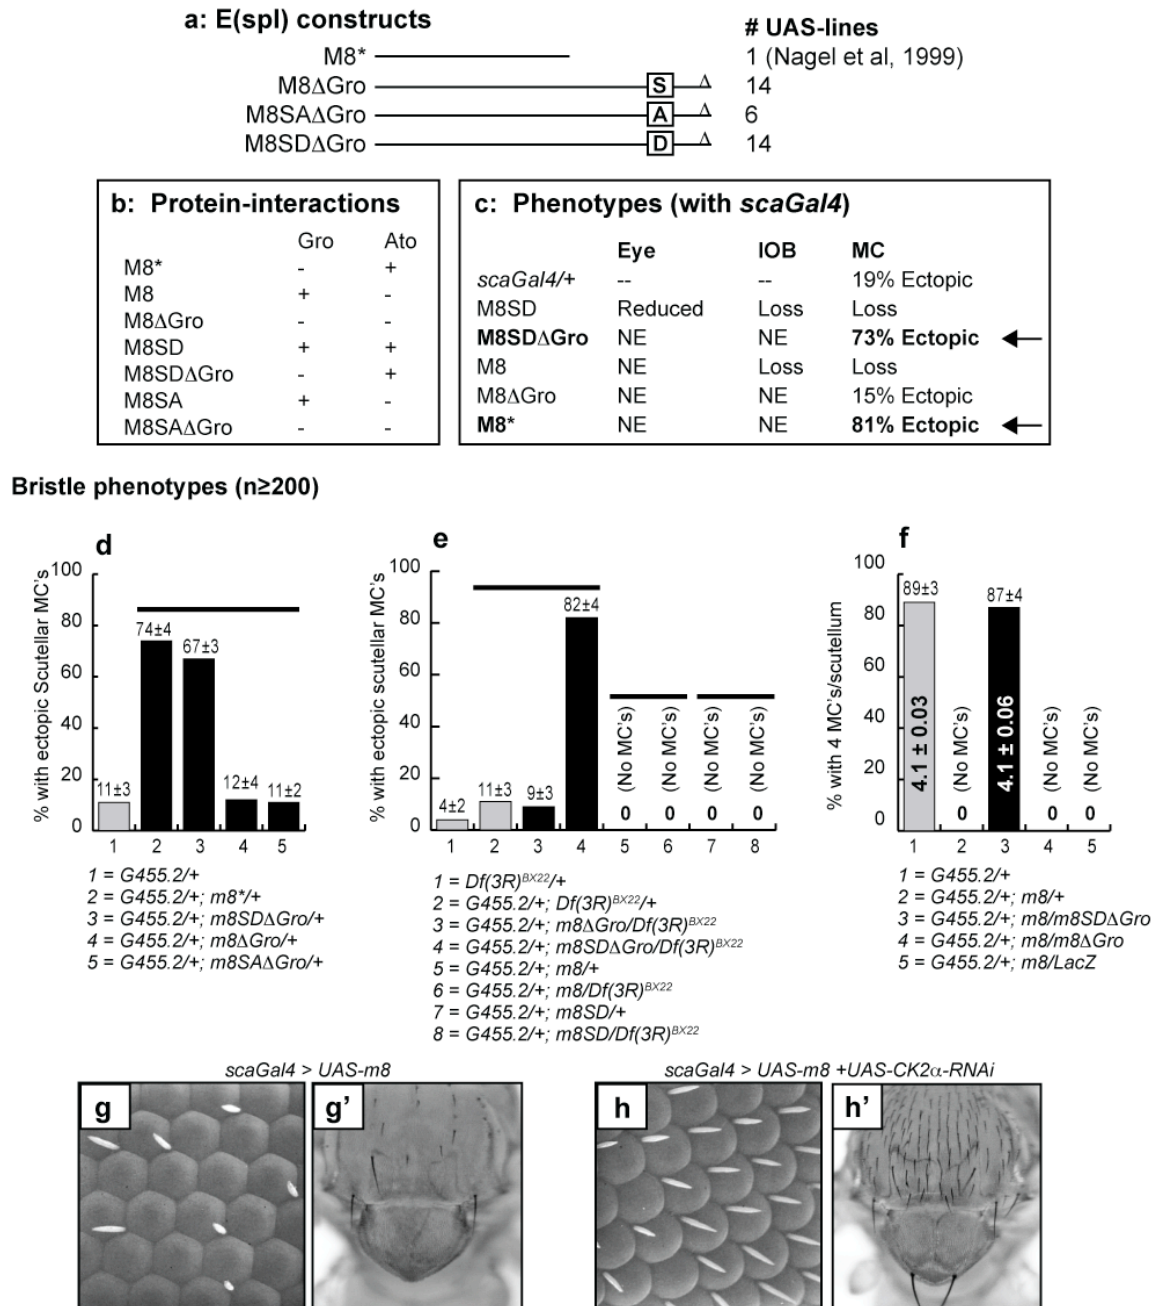 a: E(spl) constructs
# UAS-lines
M8* 1 (Nagel et al, 1999)
M8ΔGro S Δ 14
M8SAΔGro A Δ 6
M8SDΔGro D Δ 14
b: Protein-interactions
Gro Ato
M8* - +
M8 + -
M8ΔGro - -
M8SD + +
M8SDΔGro - +
M8SA + -
M8SAΔGro - -
c: Phenotypes (with scaGal4)
Eye IOB MC
scaGal4/+ -- -- 19% Ectopic
M8SD Reduced Loss Loss
M8SDΔGro NE NE 73% Ectopic
M8 NE Loss Loss
M8ΔGro NE NE 15% Ectopic
M8* NE NE 81% Ectopic
Bristle phenotypes (n≥200)
d
% with ectopic Scutellar MC's
100
80
60
40
20
0
11±3
74±4
67±3
12±4
11±2
1 2 3 4 5
1 = G455.2/+
2 = G455.2/+; m8*/+
3 = G455.2/+; m8SDΔGro/+
4 = G455.2/+; m8ΔGro/+
5 = G455.2/+; m8SAΔGro/+
e
% with ectopic scutellar MC's
100
80
60
40
20
0
4±2
11±3
9±3
82±4
(No MC's)
(No MC's)
(No MC's)
(No MC's)
0 0 0 0
1 2 3 4 5 6 7 8
1 = Df(3R)BX22/+
2 = G455.2/+; Df(3R)BX22/+
3 = G455.2/+; m8ΔGro/Df(3R)BX22
4 = G455.2/+; m8SDΔGro/Df(3R)BX22
5 = G455.2/+; m8/+
6 = G455.2/+; m8/Df(3R)BX22
7 = G455.2/+; m8SD/+
8 = G455.2/+; m8SD/Df(3R)BX22
f
% with 4 MC's/scutellum
100
80
60
40
20
0
89±3
4.1 ± 0.03
(No MC's)
0
87±4
4.1 ± 0.06
(No MC's)
0
(No MC's)
0
1 2 3 4 5
1 = G455.2/+
2 = G455.2/+; m8/+
3 = G455.2/+; m8/m8SDΔGro
4 = G455.2/+; m8/m8ΔGro
5 = G455.2/+; m8/LacZ
scaGal4 > UAS-m8
g
g'
scaGal4 > UAS-m8 +UAS-CK2α-RNAi
h
h'